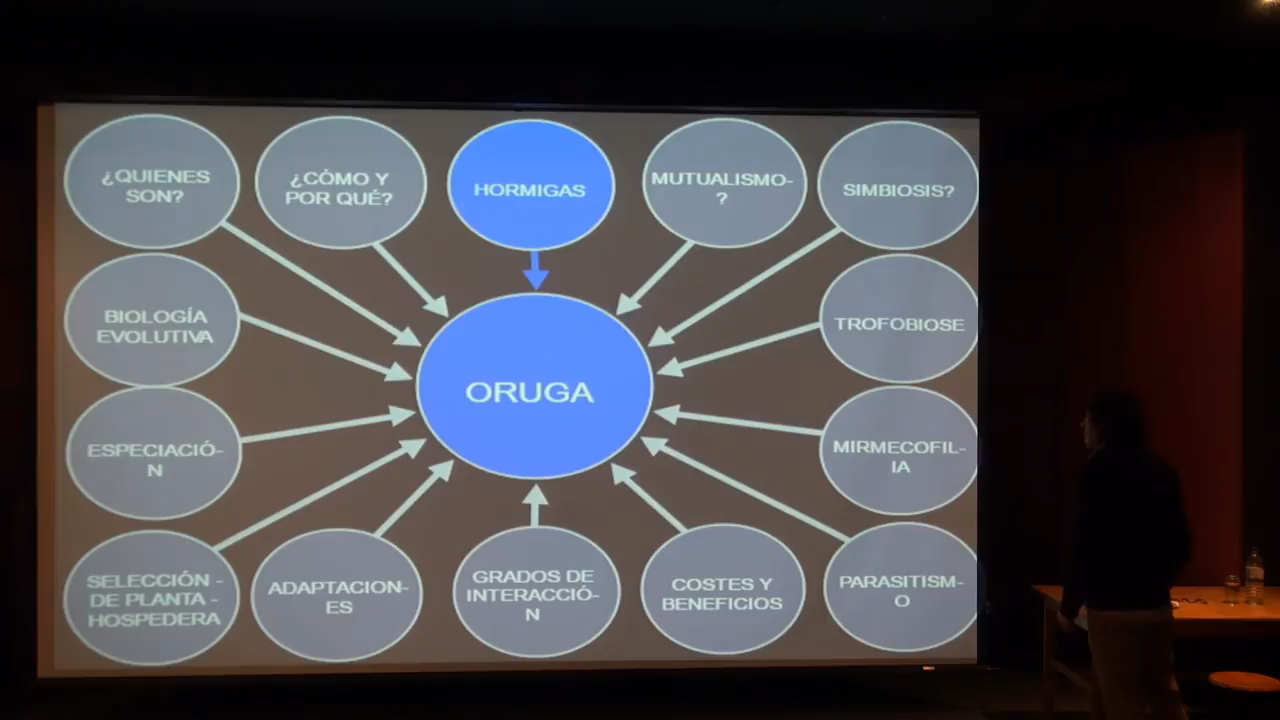 ¿QUIENES
SON?
¿CÓMO Y
POR QUÉ?
HORMIGAS
MUTUALISMO-
?
SIMBIOSIS?
BIOLOGÍA
EVOLUTIVA
ORUGA
TROFOBIOSE
ESPECIACIÓ-
N
MIRMECOFIL-
IA
SELECCIÓN -
DE PLANTA -
HOSPEDERA
ADAPTACION-
ES
GRADOS DE
INTERACCIÓ-
N
COSTES Y
BENEFICIOS
PARASITISM-
O